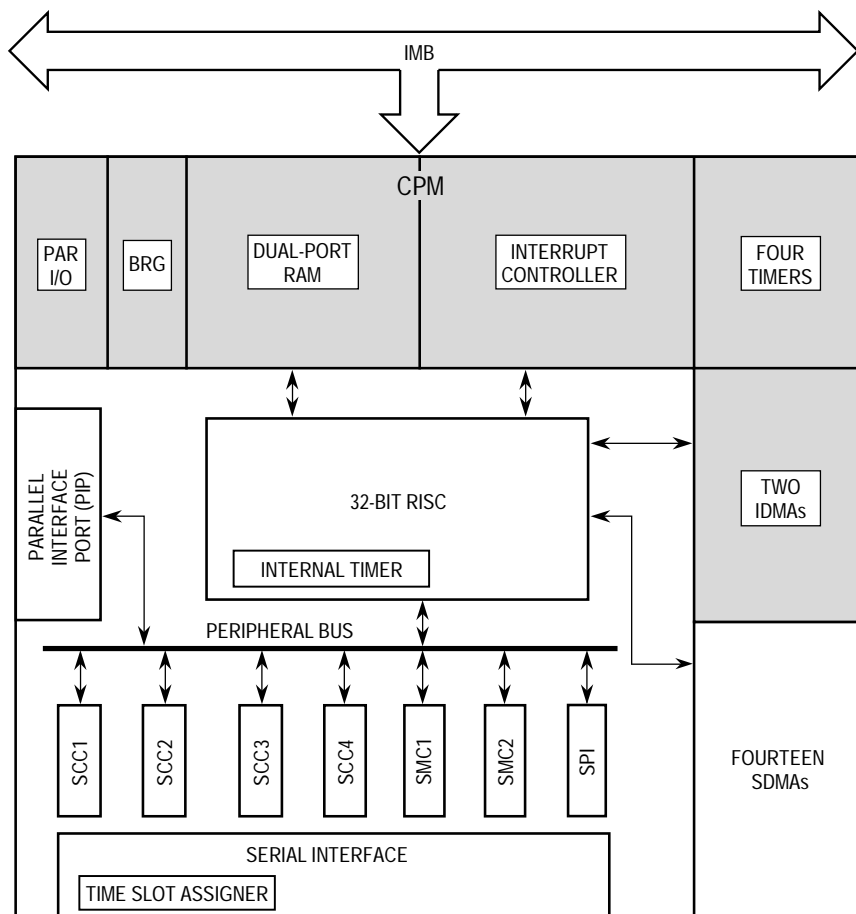 IMB
CPM
PAR
I/O
BRG
DUAL-PORT
RAM
INTERRUPT
CONTROLLER
FOUR
TIMERS
PARALLEL
INTERFACE
PORT (PIP)
32-BIT RISC
INTERNAL TIMER
TWO
IDMAs
PERIPHERAL BUS
SCC1
SCC2
SCC3
SCC4
SMC1
SMC2
SPI
FOURTEEN
SDMAs
SERIAL INTERFACE
TIME SLOT ASSIGNER